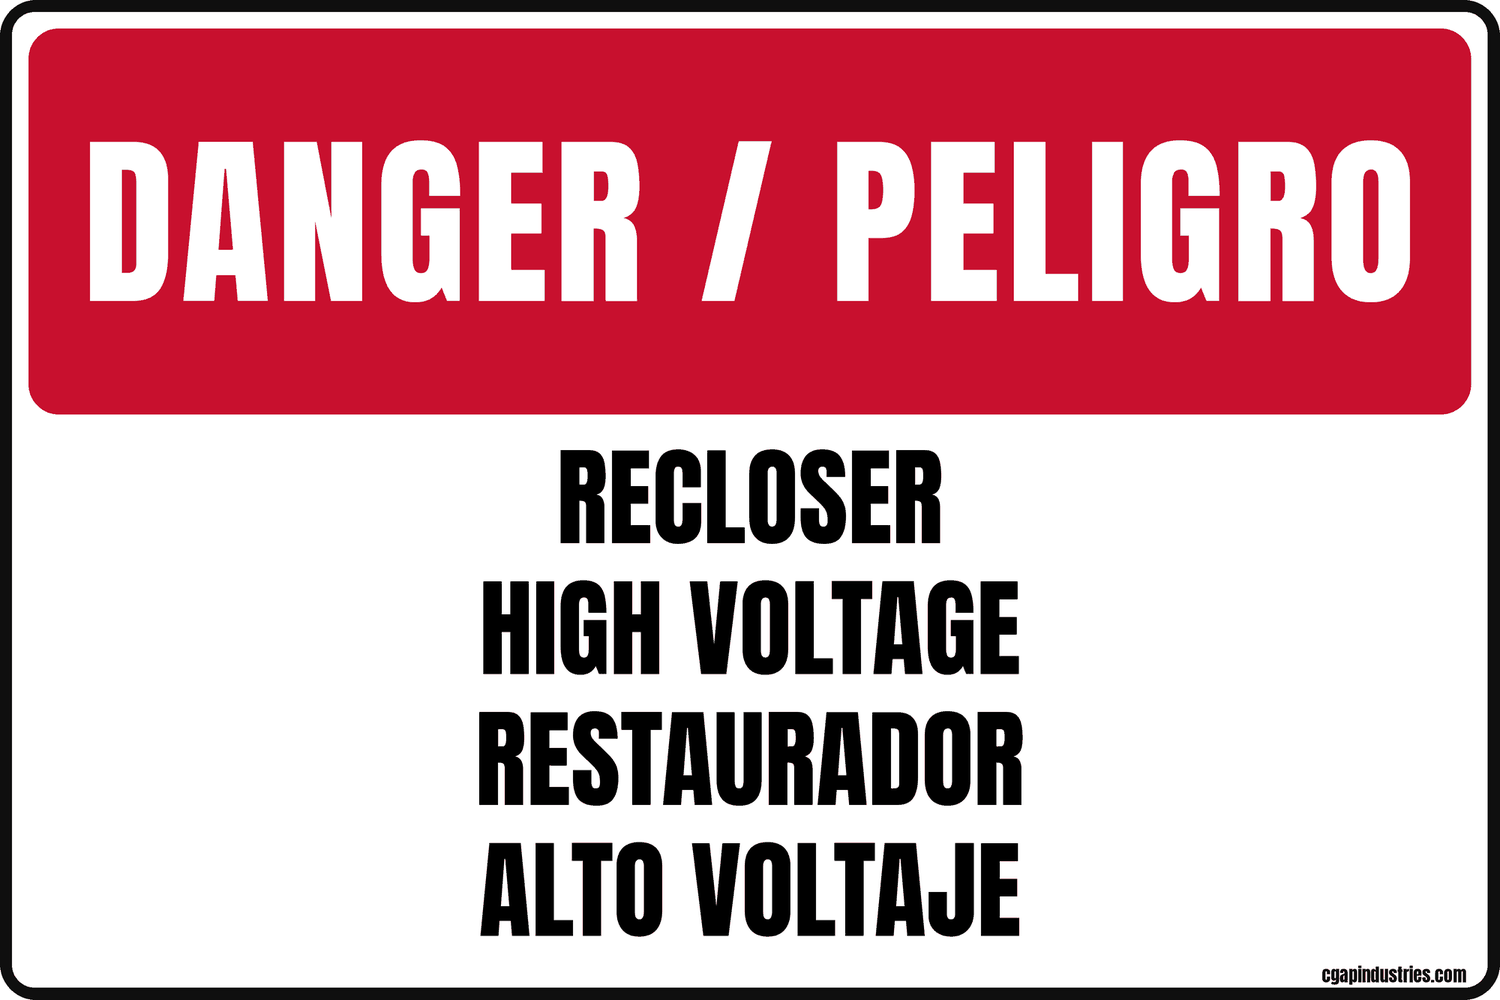 DANGER / PELIGRO
RECLOSER
HIGH VOLTAGE
RESTAURADOR
ALTO VOLTAJE
cgapindustries.com